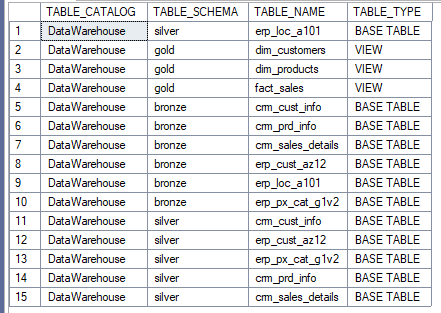 TABLE_CATALOG TABLE_SCHEMA TABLE_NAME TABLE_TYPE
1 DataWarehouse silver erp_loc_a101 BASE TABLE
2 DataWarehouse gold dim_customers VIEW
3 DataWarehouse gold dim_products VIEW
4 DataWarehouse gold fact_sales VIEW
5 DataWarehouse bronze crm_cust_info BASE TABLE
6 DataWarehouse bronze crm_prd_info BASE TABLE
7 DataWarehouse bronze crm_sales_details BASE TABLE
8 DataWarehouse bronze erp_cust_az12 BASE TABLE
9 DataWarehouse bronze erp_loc_a101 BASE TABLE
10 DataWarehouse bronze erp_px_cat_g1v2 BASE TABLE
11 DataWarehouse silver crm_cust_info BASE TABLE
12 DataWarehouse silver erp_cust_az12 BASE TABLE
13 DataWarehouse silver erp_px_cat_g1v2 BASE TABLE
14 DataWarehouse silver crm_prd_info BASE TABLE
15 DataWarehouse silver crm_sales_details BASE TABLE